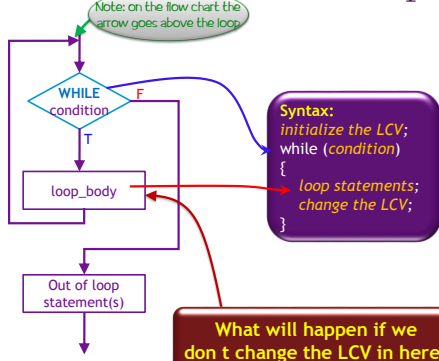 Note: on the flow chart the
arrow goes above the loop
WHILE
condition
F
T
loop_body
Out of loop
statement(s)
Syntax:
initialize the LCV;
while (condition)
{
loop statements;
change the LCV;
}
What will happen if we
don t change the LCV in here